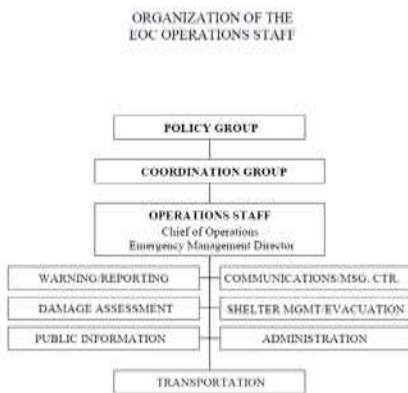 ORGANIZATION OF THE
EOC OPERATIONS STAFF
POLICY GROUP
COORDINATION GROUP
OPERATIONS STAFF
Chief of Operations
Emergency Management Director
WARNING/REPORTING
COMMUNICATIONS/MSG. CTR.
DAMAGE ASSESSMENT
SHELTER MGMT/EVACUATION
PUBLIC INFORMATION
ADMINISTRATION
TRANSPORTATION